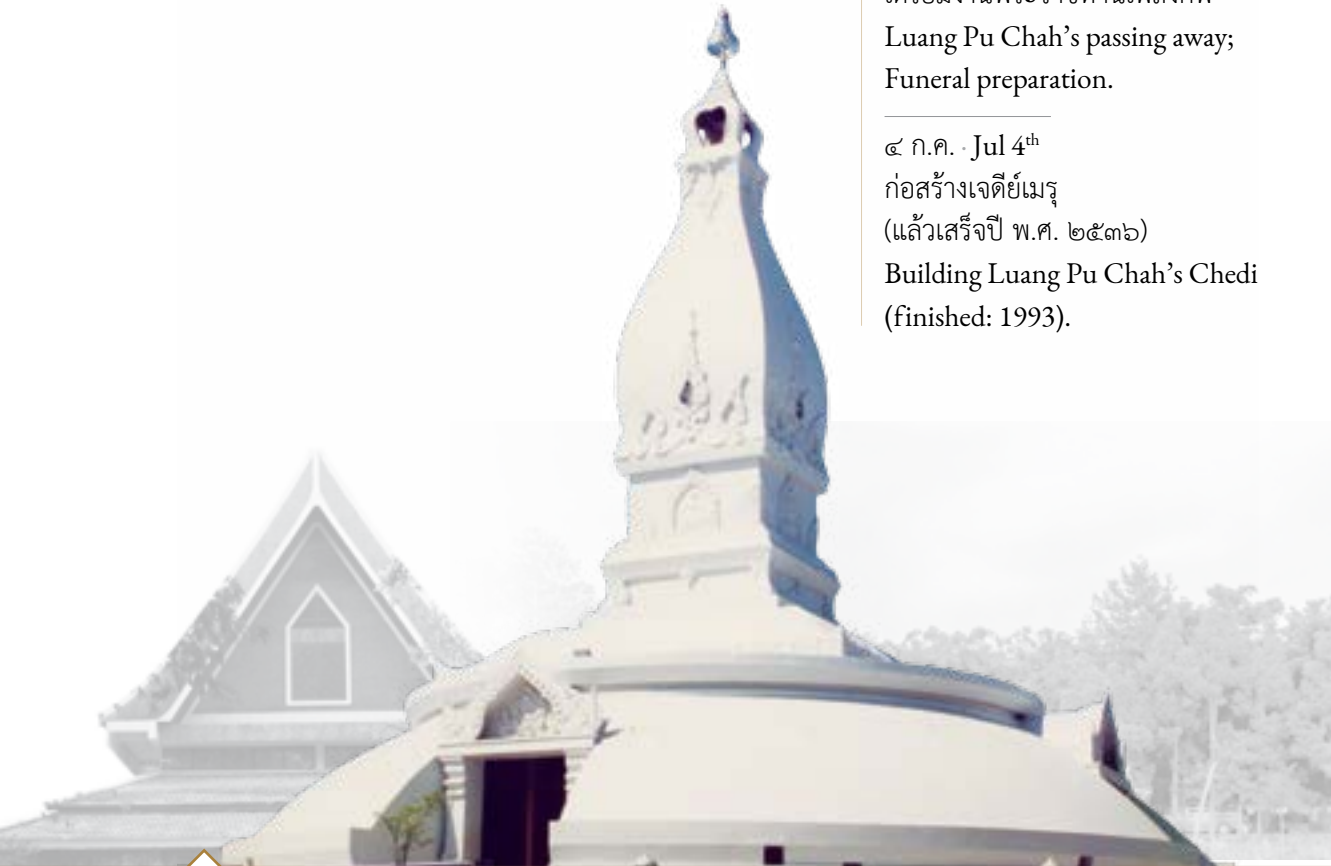 Luang Pu Chah’s passing away;
Funeral preparation.
๔ ก.ค. · Jul 4th
ก่อสร้างเจดีย์เมรุ
(แล้วเสร็จปี พ.ศ. ๒๕๓๖)
Building Luang Pu Chah’s Chedi
(finished: 1993).